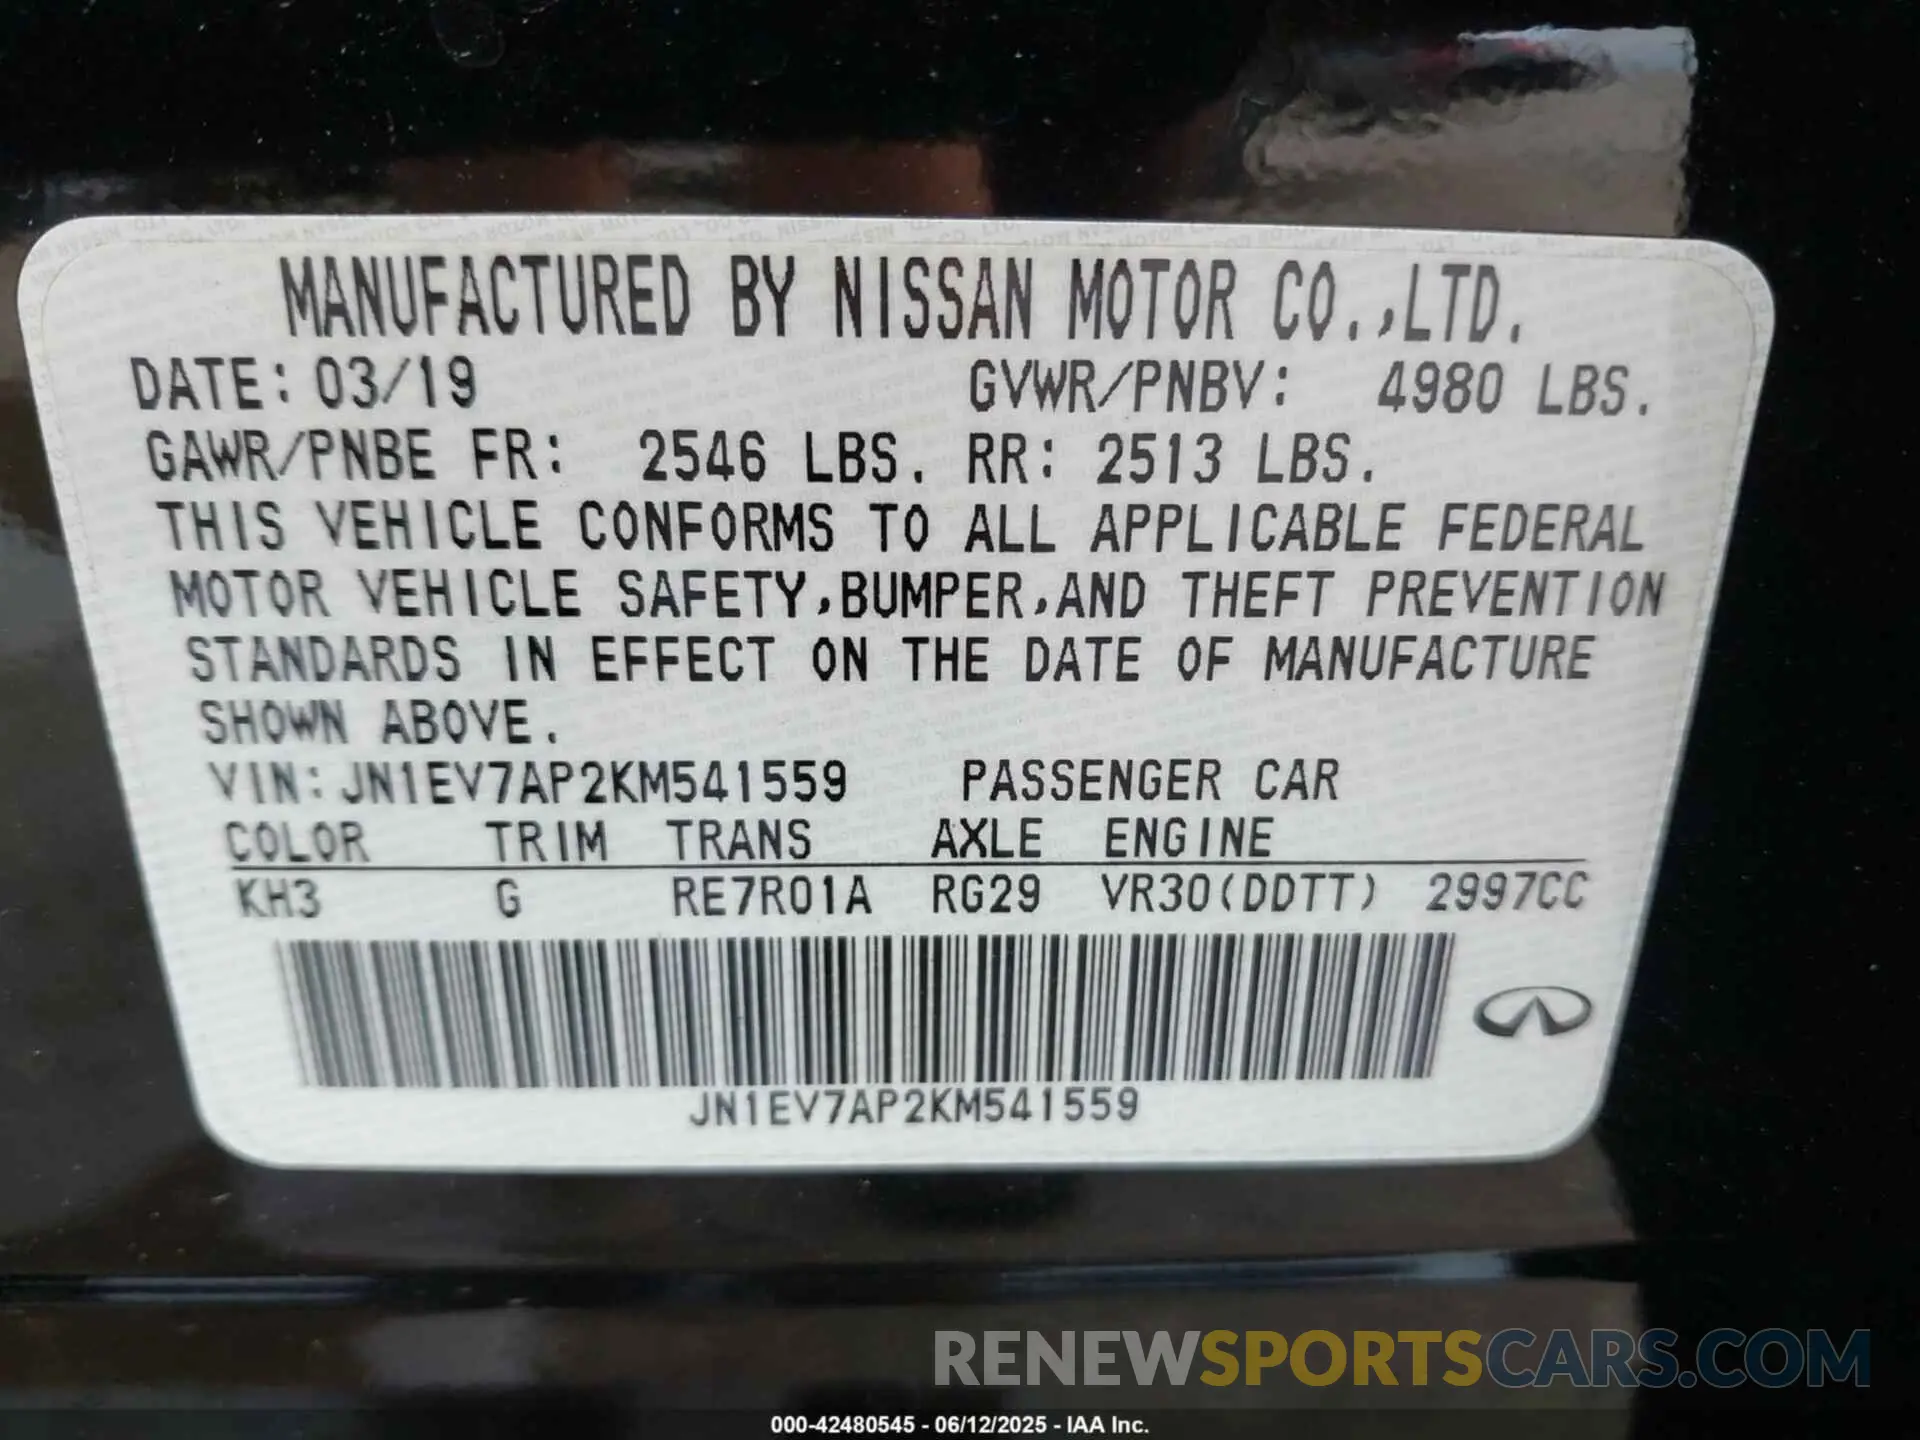 MANUFACTURED BY NISSAN MOTOR CO.,LTD.
DATE: 03/19 GVWR/PNBV: 4980 LBS.
GAWR/PNBE FR: 2546 LBS. RR: 2513 LBS.
THIS VEHICLE CONFORMS TO ALL APPLICABLE FEDERAL
MOTOR VEHICLE SAFETY,BUMPER,AND THEFT PREVENTION
STANDARDS IN EFFECT ON THE DATE OF MANUFACTURE
SHOWN ABOVE.
VIN:JN1EV7AP2KM541559 PASSENGER CAR
COLOR TRIM TRANS AXLE ENGINE
KH3 G RE7R01A RG29 VR30(DDTT) 2997CC
JN1EV7AP2KM541559
RENEWSPORTSCARS.COM
000-42480545 - 06/12/2025 - IAA Inc.